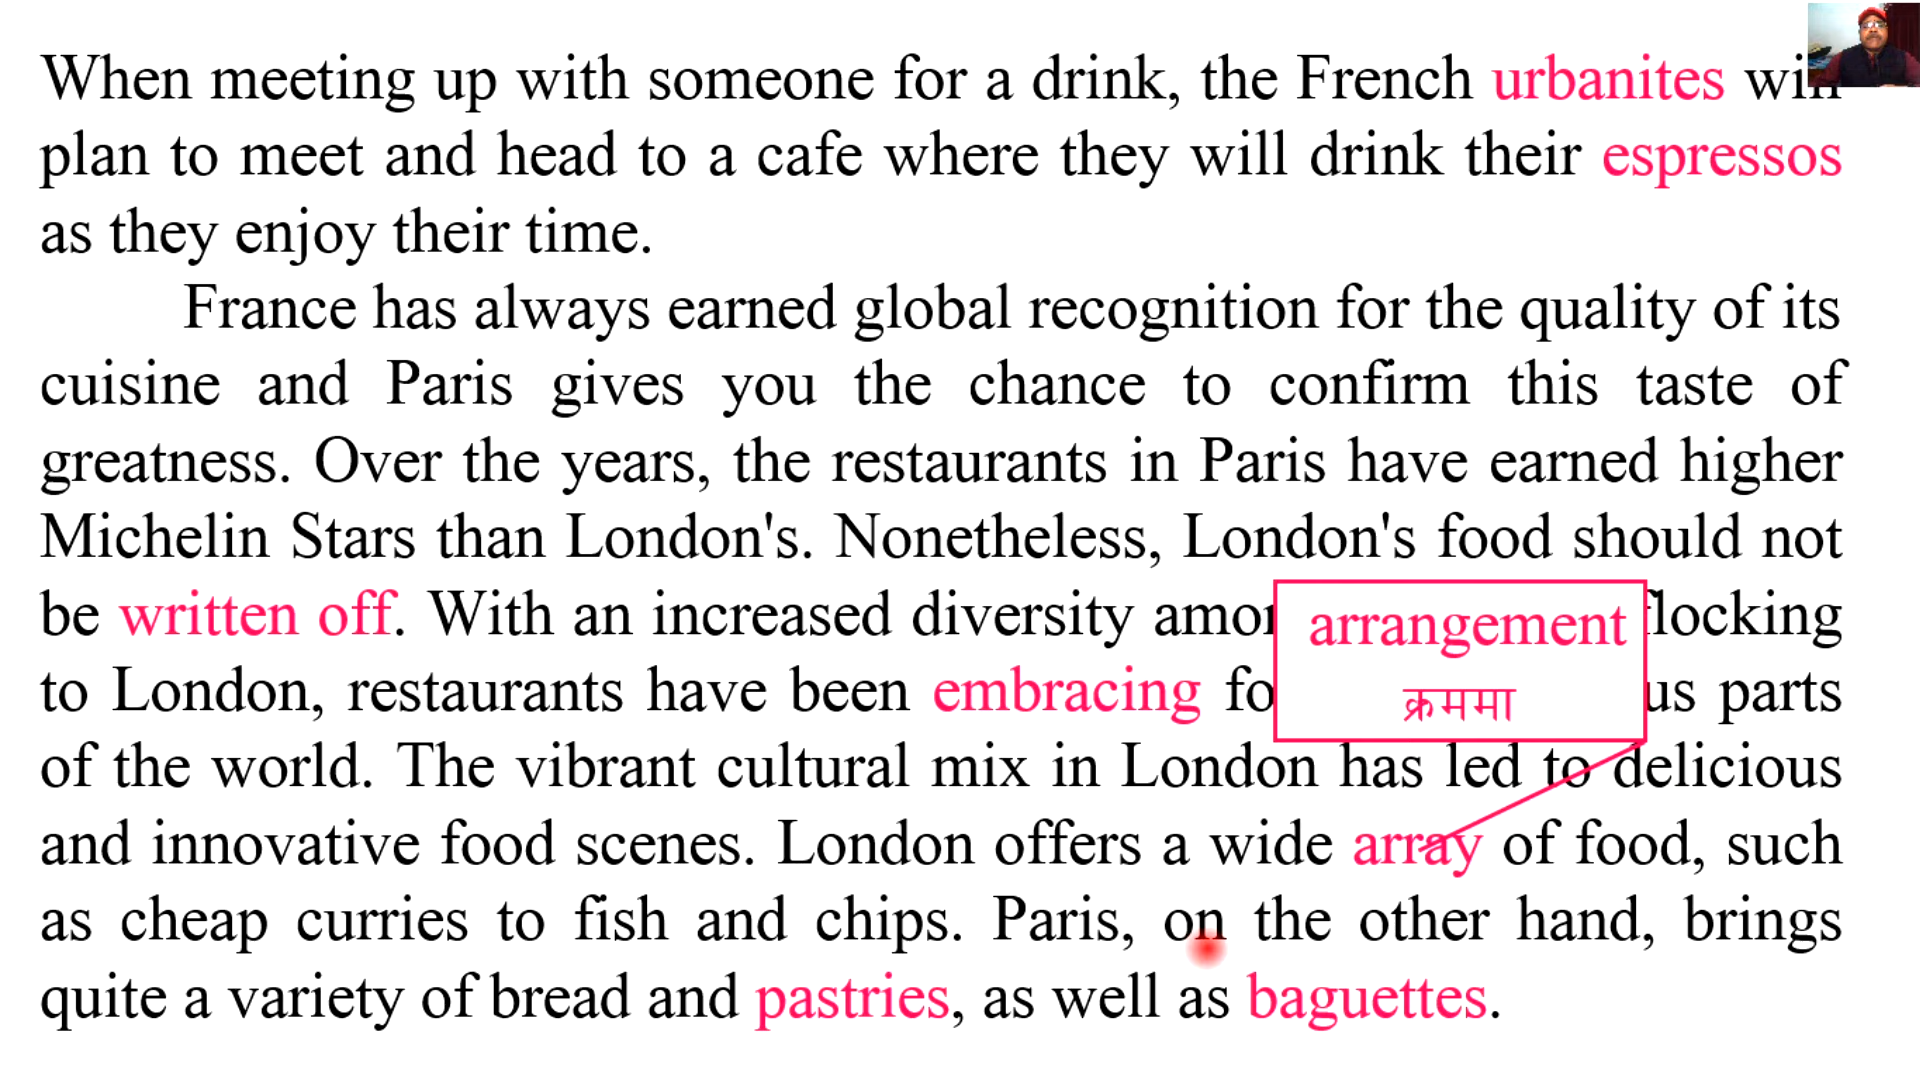 When meeting up with someone for a drink, the French urbanites will
plan to meet and head to a cafe where they will drink their espressos
as they enjoy their time.
France has always earned global recognition for the quality of its
cuisine and Paris gives you the chance to confirm this taste of
greatness. Over the years, the restaurants in Paris have earned higher
Michelin Stars than London's. Nonetheless, London's food should not
be written off. With an increased diversity flocking
arrangement
to London, restaurants have been embracing parts
क्रममा
of the world. The vibrant cultural mix in London has led to delicious
and innovative food scenes. London offers a wide array of food, such
as cheap curries to fish and chips. Paris, on the other hand, brings
quite a variety of bread and pastries, as well as baguettes.